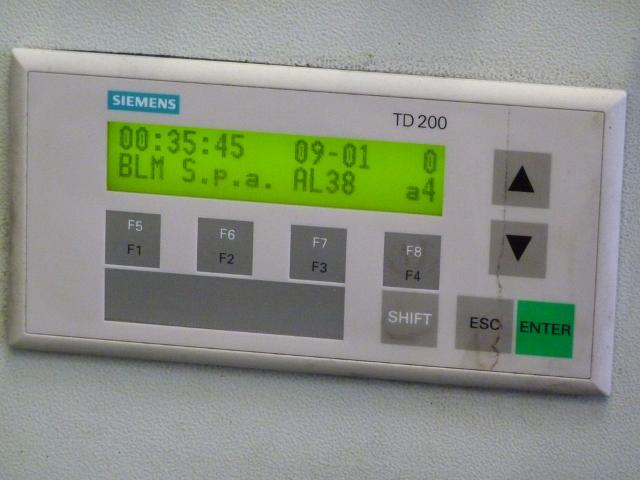 SIEMENS
TD 200
00:35:45 09-01 0
BLM S.p.a. AL38 a4
F5 F6 F7 F8
F1 F2 F3 F4
SHIFT ESC ENTER